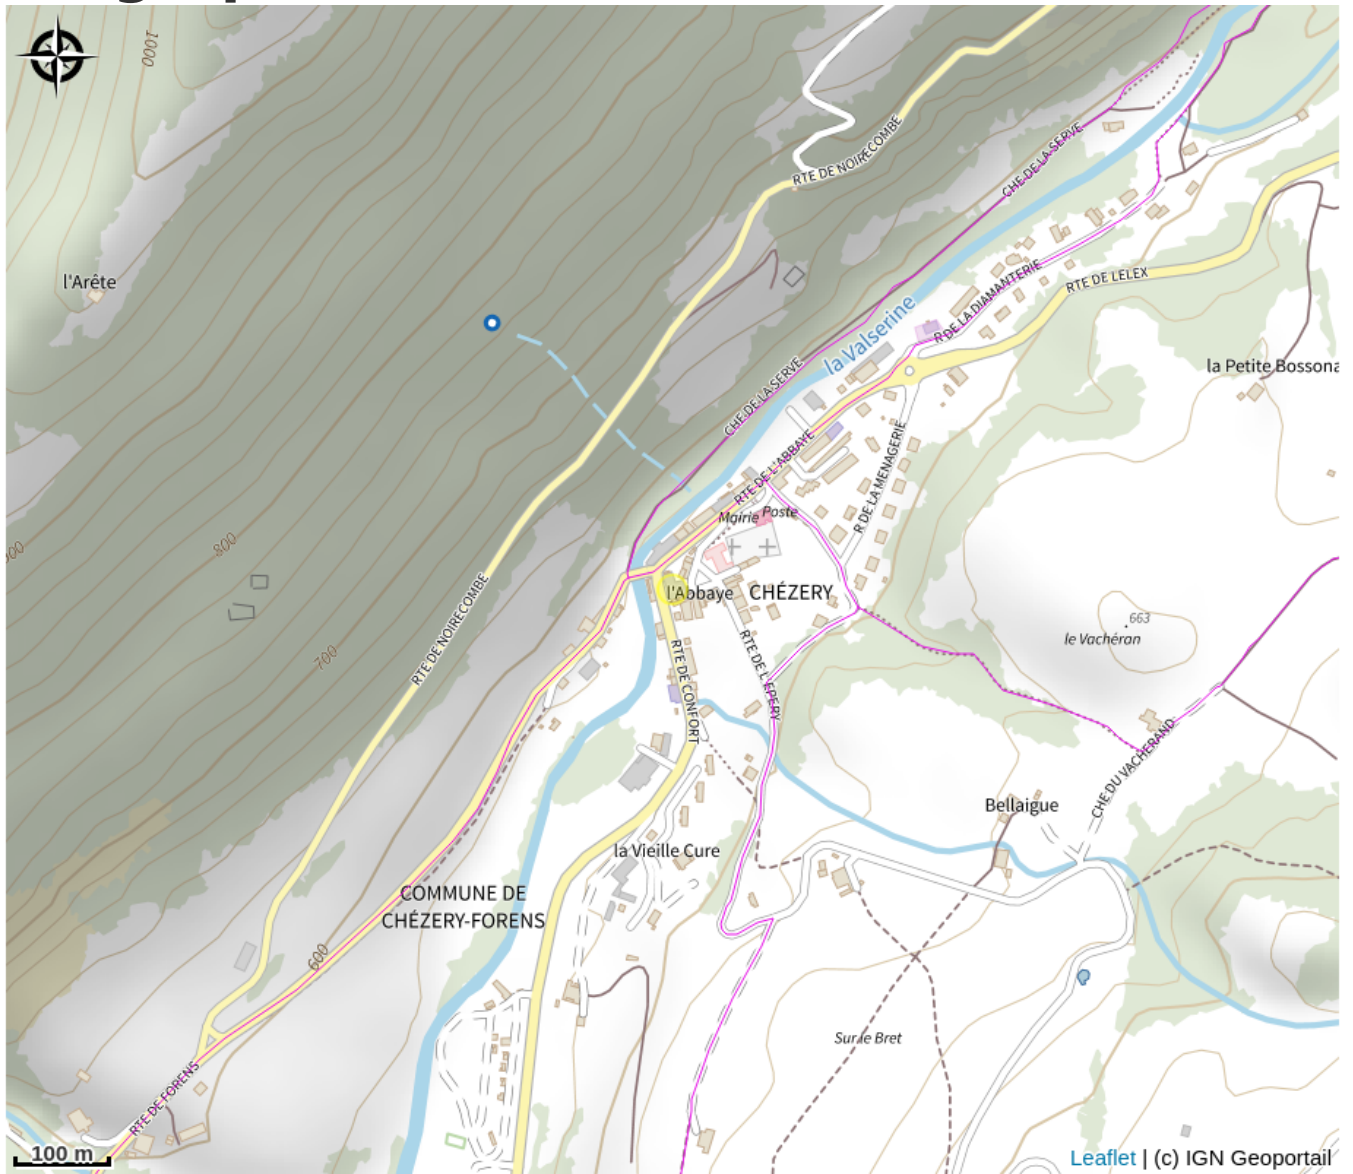 1000
RTE DE NOIRECOMBE
CHE DE LA SERVE
l'Arête
RTE DE LELEX
R DE LA DIAMANTERIE
la Valserine
la Petite Bossona
CHE DE LA SERVE
RTE DE L'ABBAYE
R DE LA MENAGERIE
Mairie
Poste
800
l'Abbaye
CHÉZERY
663
le Vachéran
RTE DE NOIRECOMBE
700
RTE DE CONFORT
RTE DE L'EPERY
CHE DU VACHERAND
Bellaigue
la Vieille Cure
COMMUNE DE
CHÉZERY-FORENS
600
Sur le Bret
RTE DE FORENS
100 m
Leaflet | (c) IGN Geoportail